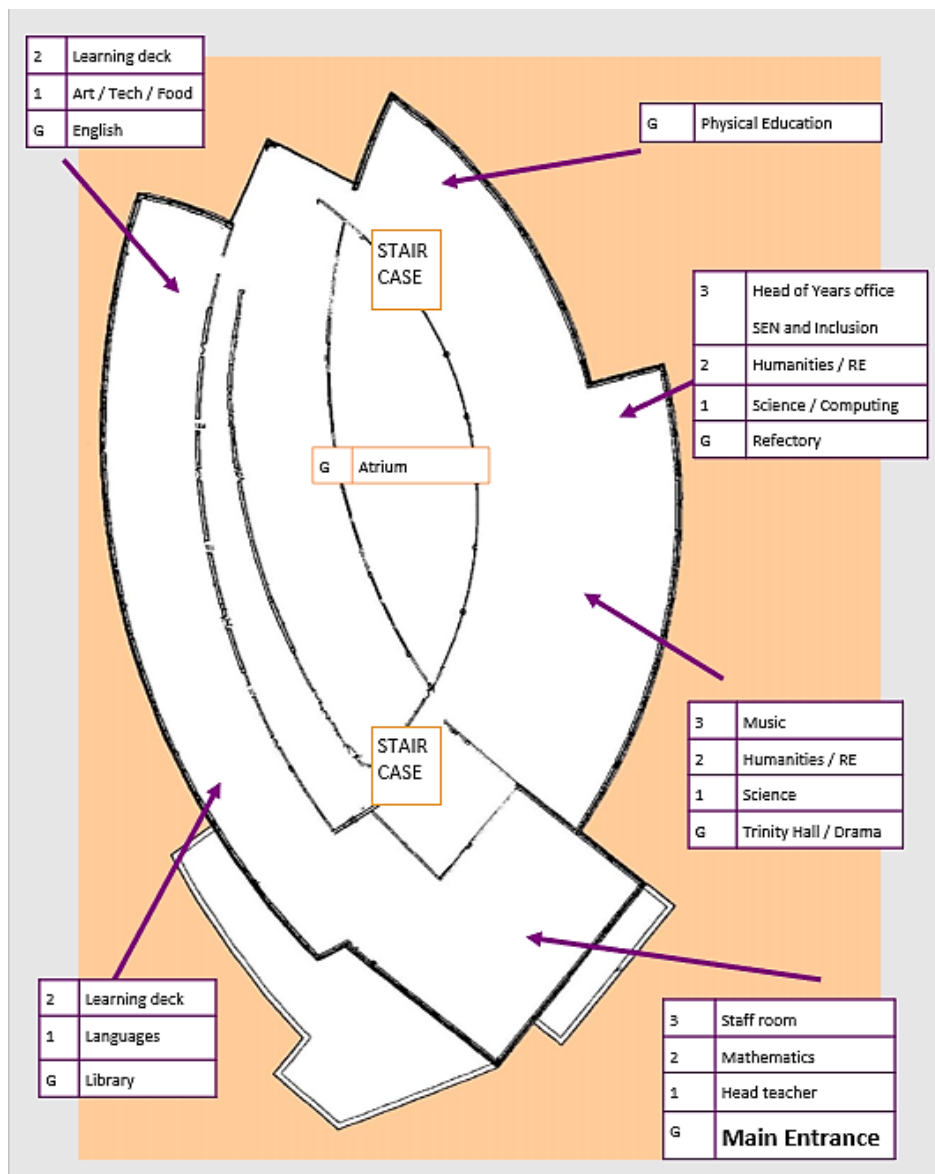 2 Learning deck
1 Art / Tech / Food
G English
G Physical Education
STAIR
CASE
3 Head of Years office
SEN and Inclusion
2 Humanities / RE
1 Science / Computing
G Refectory
G Atrium
3 Music
2 Humanities / RE
1 Science
G Trinity Hall / Drama
STAIR
CASE
2 Learning deck
1 Languages
G Library
3 Staff room
2 Mathematics
1 Head teacher
G Main Entrance